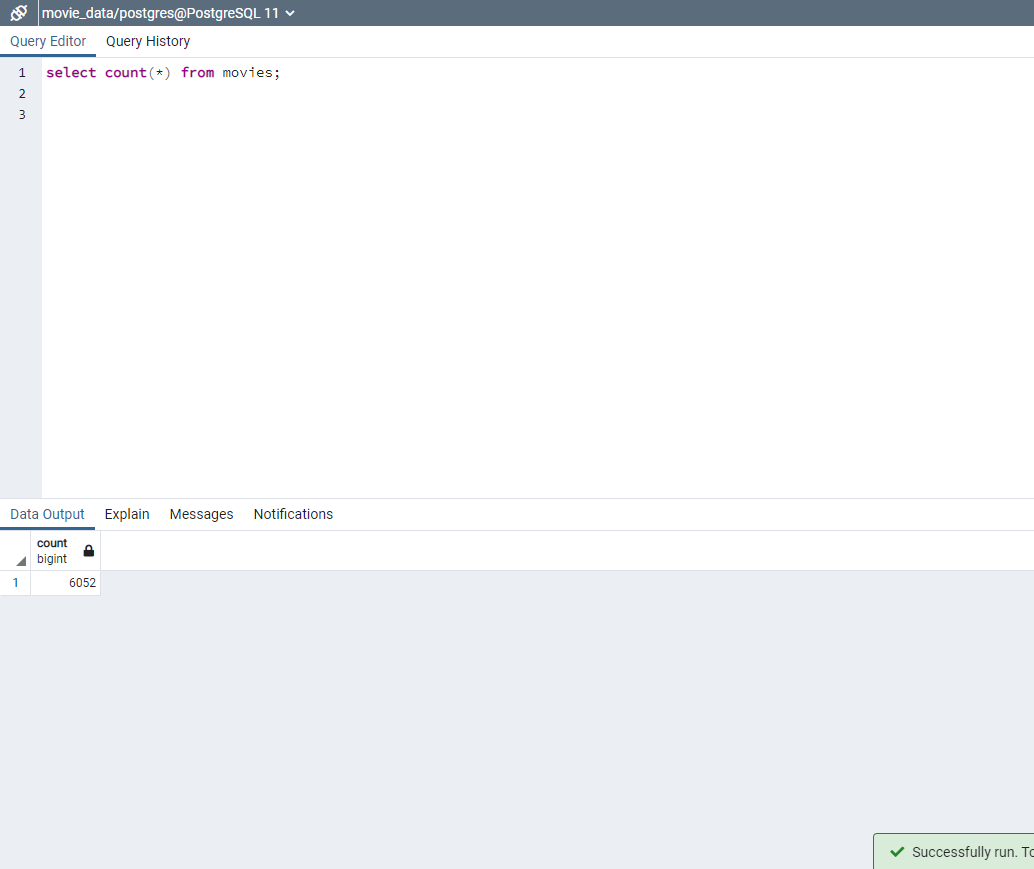 movie_data/postgres@PostgreSQL 11
Query Editor Query History
1 select count(*) from movies;
2
3
Data Output Explain Messages Notifications
count
bigint
1 6052
Successfully run. To